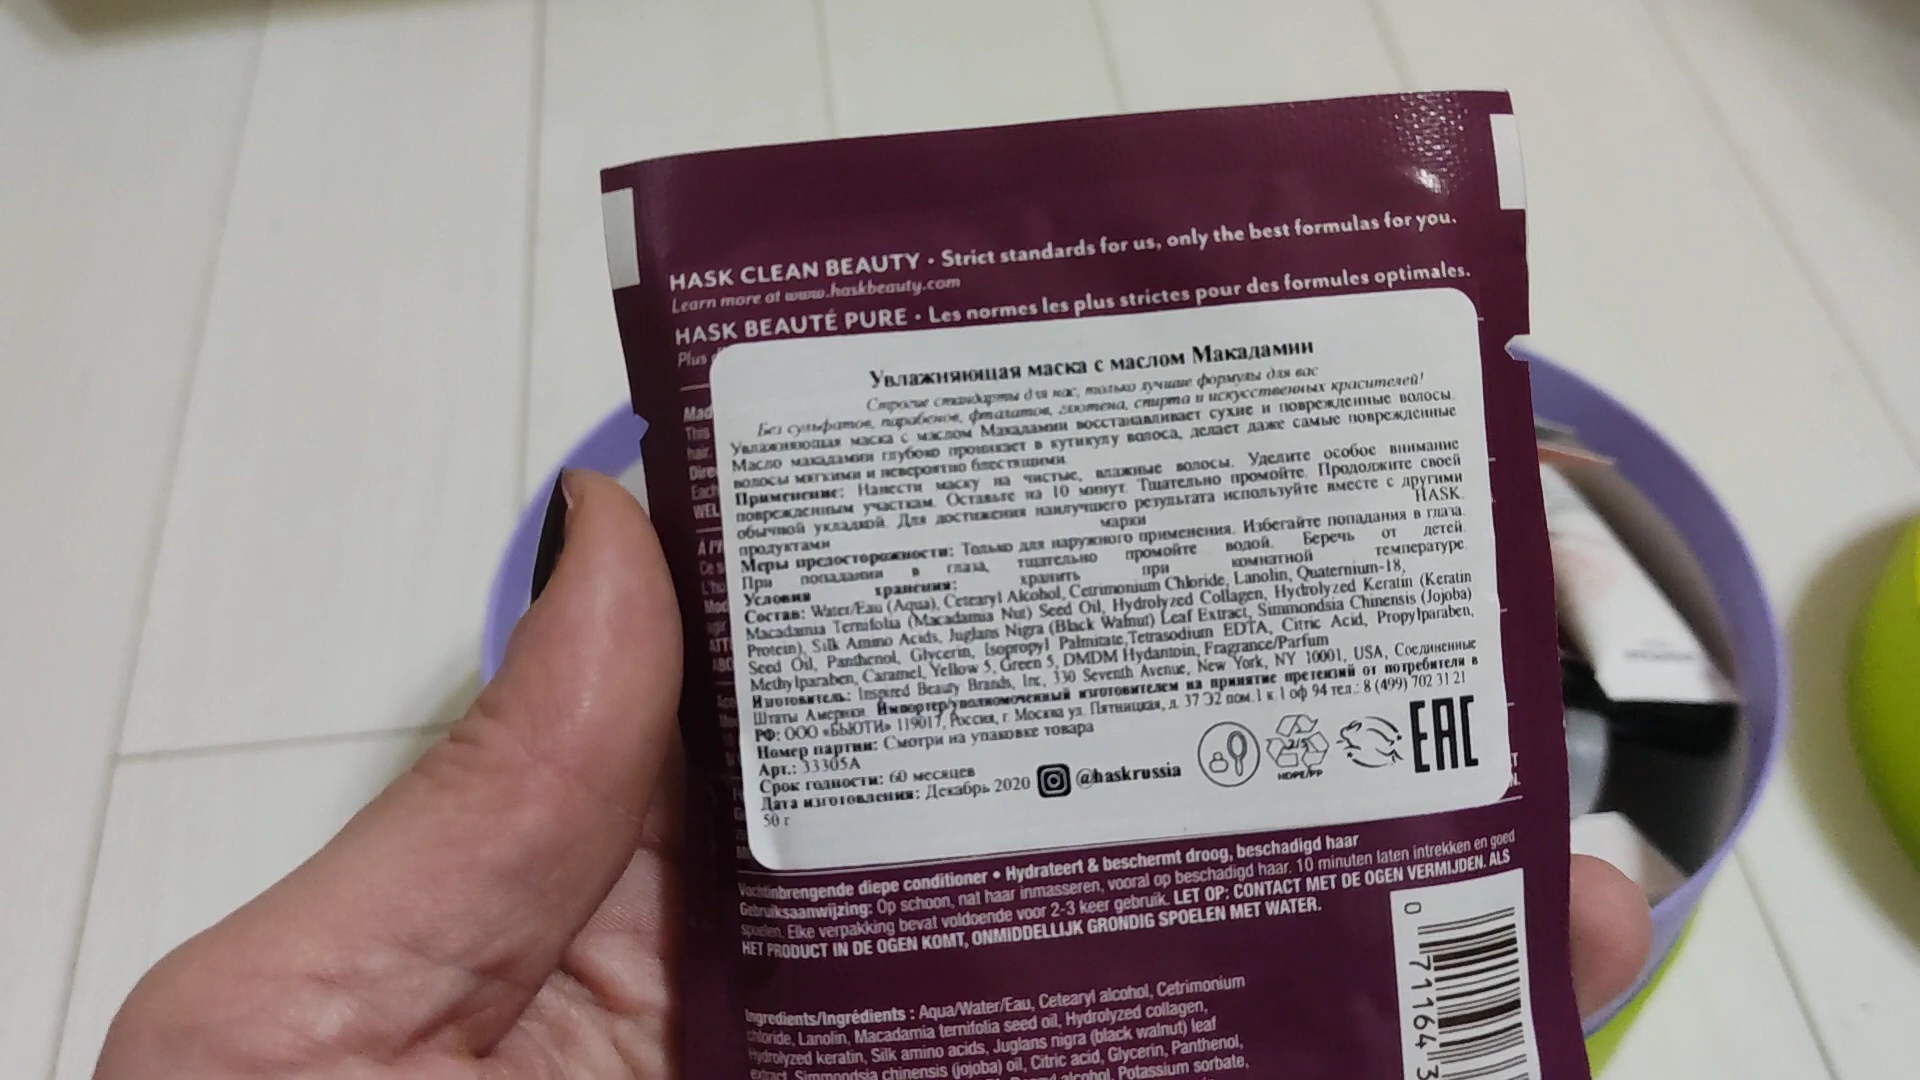 HASK CLEAN BEAUTY • Strict standards for us, only the best formulas for you.
Learn more at www.haskbeauty.com
HASK BEAUTÉ PURE • Les normes les plus strictes pour des formules optimales.
Plus
Увлажняющая маска с маслом Макадамии
Строгие стандарты для нас, только лучшие формулы для вас
Без сульфатов, парабенов, фталатов, глютена, спирта и искусственных красителей!
Увлажняющая маска с маслом Макадамии восстанавливает сухие и поврежденные волосы.
Масло макадамии глубоко проникает в кутикулу волоса, делает даже самые поврежденные
волосы мягкими и невероятно блестящими.
Применение: Нанести маску на чистые, влажные волосы. Уделите особое внимание
поврежденным участкам. Оставьте на 10 минут. Тщательно промойте. Продолжите своей
обычной укладкой. Для достижения наилучшего результата используйте вместе с другими
продуктами марки HASK.
Меры предосторожности: Только для наружного применения. Избегайте попадания в глаза.
При попадании в глаза, тщательно промойте водой. Беречь от детей.
Условия хранения: хранить при комнатной температуре.
Состав: Water/Eau (Aqua), Cetearyl Alcohol, Cetrimonium Chloride, Lanolin, Quaternium-18,
Macadamia Ternifolia (Macadamia Nut) Seed Oil, Hydrolyzed Collagen, Hydrolyzed Keratin (Keratin
Protein), Silk Amino Acids, Juglans Nigra (Black Walnut) Leaf Extract, Simmondsia Chinensis (Jojoba)
Seed Oil, Panthenol, Glycerin, Isopropyl Palmitate, Tetrasodium EDTA, Citric Acid, Propylparaben,
Methylparaben, Caramel, Yellow 5, Green 5, DMDM Hydantoin, Fragrance/Parfum
Изготовитель: Inspired Beauty Brands, Inc, 330 Seventh Avenue, New York, NY 10001, USA, Соединенные
Штаты Америки Импортер/уполномоченный изготовителем на принятие претензий от потребителя в
РФ: ООО «БЬЮТИ» 119017, Россия, г. Москва ул. Пятницкая, д. 37 Э2 пом.1 к 1 оф 94 тел.: 8 (499) 702 31 21
Номер партии: Смотри на упаковке товара
Арт.: 33305A
Срок годности: 60 месяцев
Дата изготовления: Декабрь 2020 @haskrussia
50 г
2/5
HDPE/PP
EAC
Mad
This
hair.
Dire
Each
WEL
Vochtinbrengende diepe conditioner • Hydrateert & beschermt droog, beschadigd haar
Gebruiksaanwijzing: Op schoon, nat haar inmasseren, vooral op beschadigd haar. 10 minuten laten intrekken en goed
spoelen. Elke verpakking bevat voldoende voor 2-3 keer gebruik. LET OP: CONTACT MET DE OGEN VERMIJDEN. ALS
HET PRODUCT IN DE OGEN KOMT, ONMIDDELLIJK GRONDIG SPOELEN MET WATER.
Ingredients/Ingrédients : Aqua/Water/Eau, Cetearyl alcohol, Cetrimonium
chloride, Lanolin, Macadamia ternifolia seed oil, Hydrolyzed collagen,
Hydrolyzed keratin, Silk amino acids, Juglans nigra (black walnut) leaf
extract, Simmondsia chinensis (jojoba) oil, Citric acid, Glycerin, Panthenol,
alcohol, Potassium sorbate,
0 71164 3